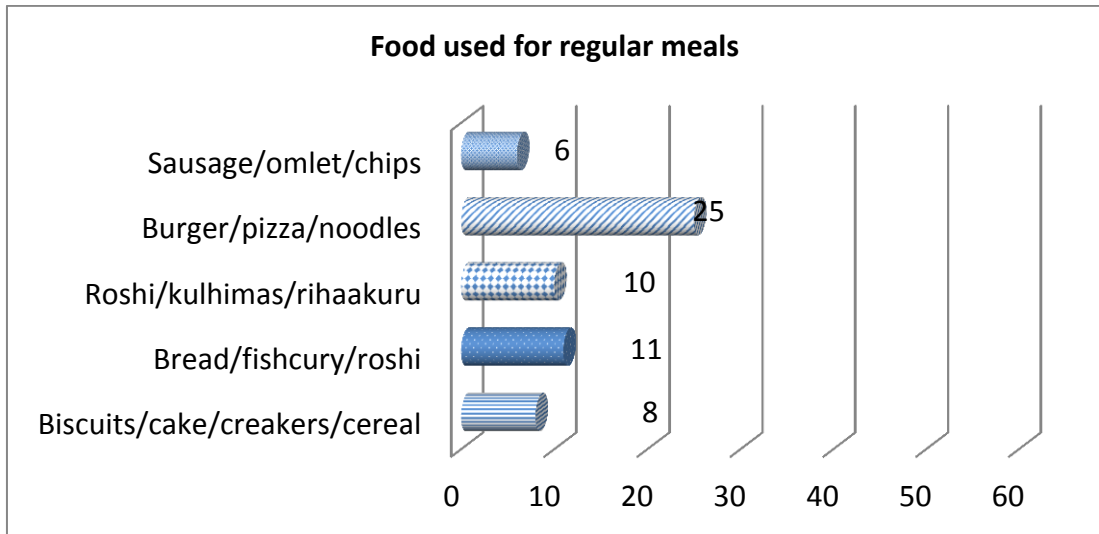 Food used for regular meals
Sausage/omlet/chips 6
Burger/pizza/noodles 25
Roshi/kulhimas/rihaakuru 10
Bread/fishcury/roshi 11
Biscuits/cake/creakers/cereal 8
0 10 20 30 40 50 60